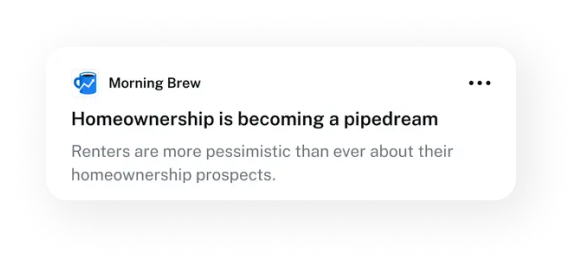 Morning Brew
Homeownership is becoming a pipedream
Renters are more pessimistic than ever about their
homeownership prospects.